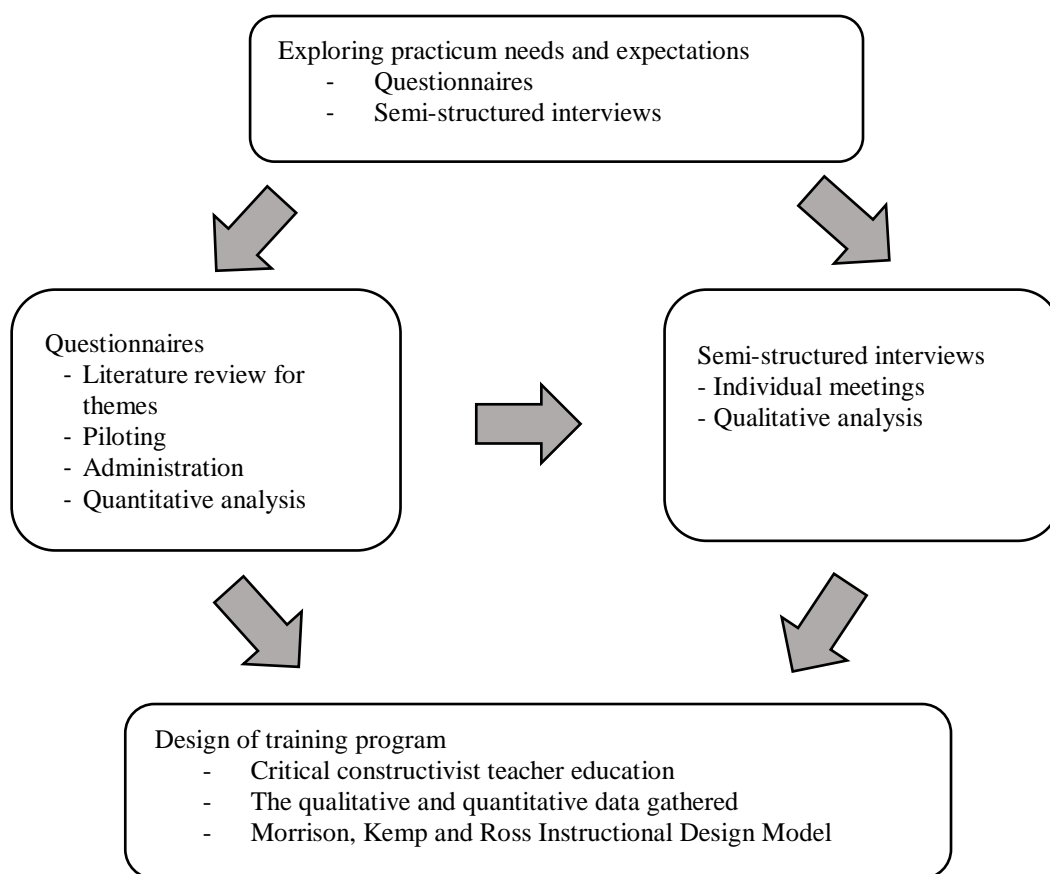 Exploring practicum needs and expectations
- Questionnaires
- Semi-structured interviews
Questionnaires
- Literature review for
themes
- Piloting
- Administration
- Quantitative analysis
Semi-structured interviews
- Individual meetings
- Qualitative analysis
Design of training program
- Critical constructivist teacher education
- The qualitative and quantitative data gathered
- Morrison, Kemp and Ross Instructional Design Model